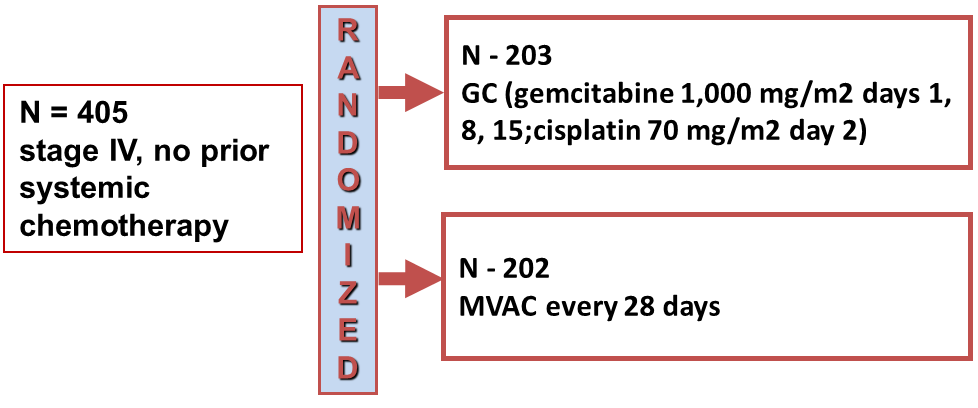 N = 405
stage IV, no prior
systemic
chemotherapy
RANDOMIZED
N - 203
GC (gemcitabine 1,000 mg/m2 days 1,
8, 15;cisplatin 70 mg/m2 day 2)
N - 202
MVAC every 28 days